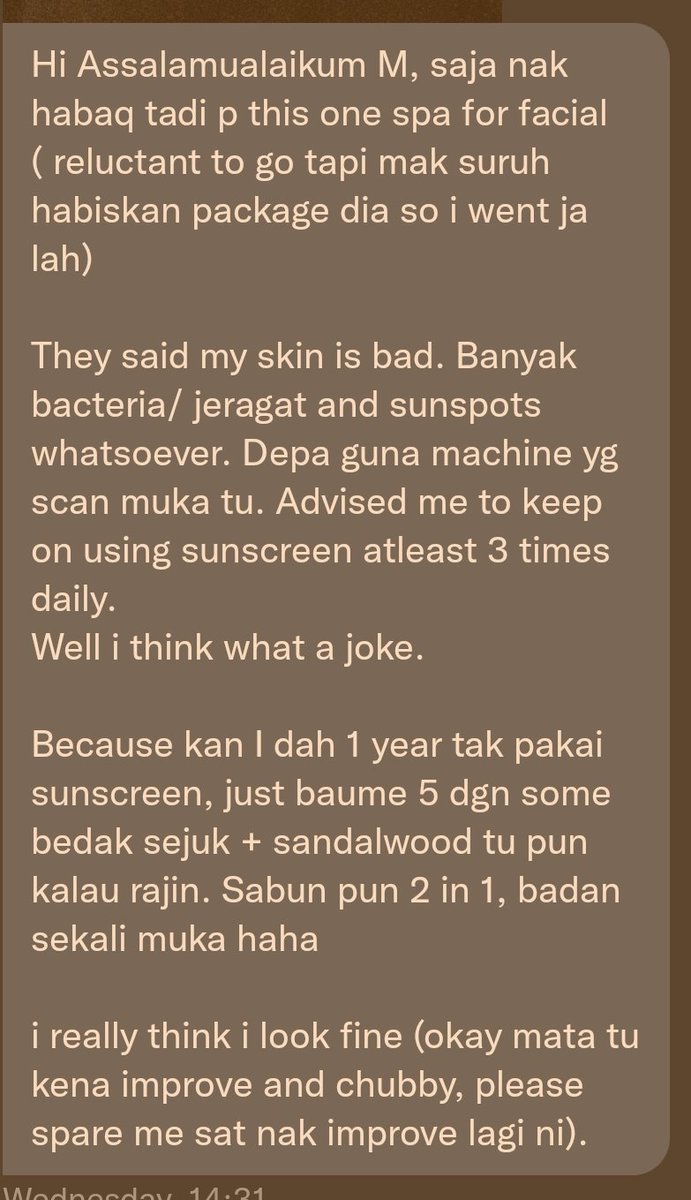 Hi Assalamualaikum M, saja nak
habaq tadi p this one spa for facial
( reluctant to go tapi mak suruh
habiskan package dia so i went ja
lah)
They said my skin is bad. Banyak
bacteria/ jeragat and sunspots
whatsoever. Depa guna machine yg
scan muka tu. Advised me to keep
on using sunscreen atleast 3 times
daily.
Well i think what a joke.
Because kan I dah 1 year tak pakai
sunscreen, just baume 5 dgn some
bedak sejuk + sandalwood tu pun
kalau rajin. Sabun pun 2 in 1, badan
sekali muka haha
i really think i look fine (okay mata tu
kena improve and chubby, please
spare me sat nak improve lagi ni).
Wednesday 14:31